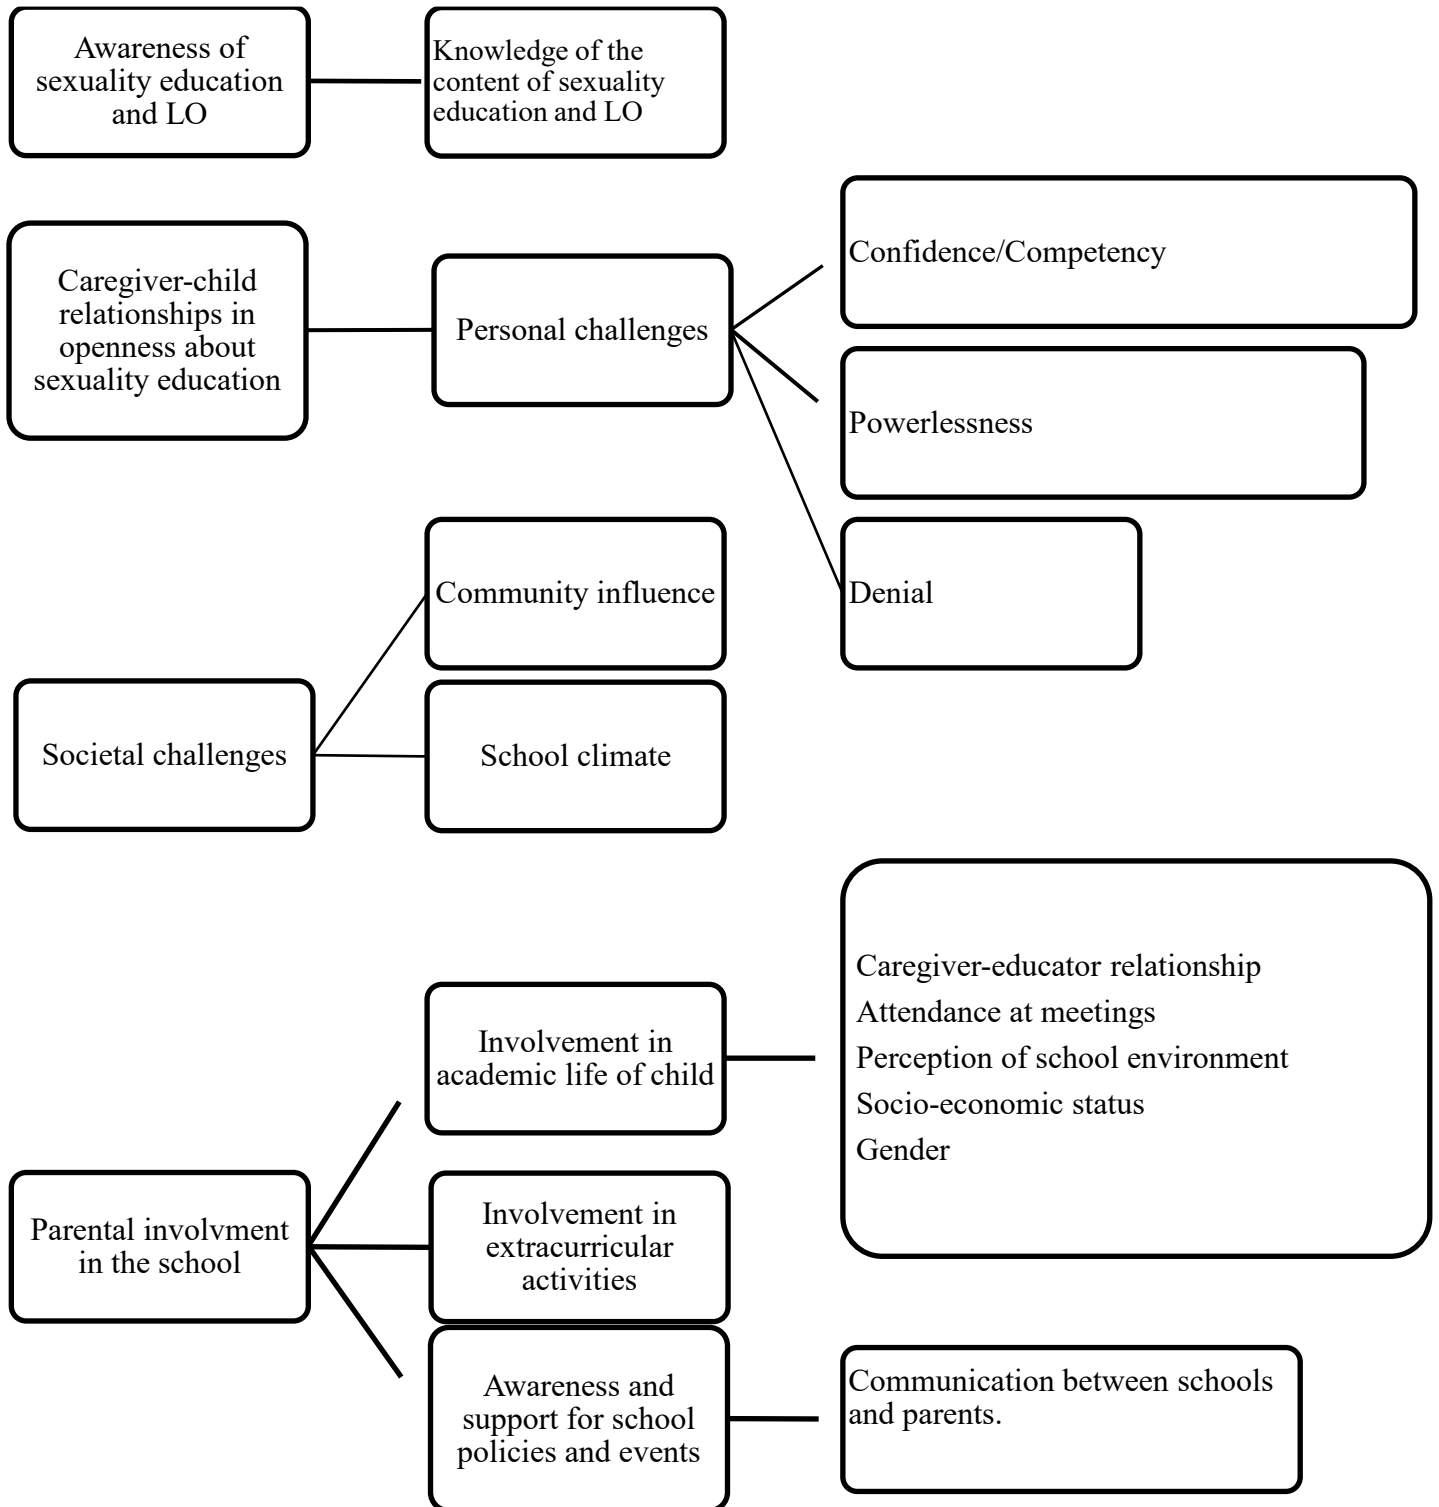 Awareness of
sexuality education
and LO
Knowledge of the
content of sexuality
education and LO
Caregiver-child
relationships in
openness about
sexuality education
Personal challenges
Confidence/Competency
Powerlessness
Denial
Societal challenges
Community influence
School climate
Parental involvment
in the school
Involvement in
academic life of child
Caregiver-educator relationship
Attendance at meetings
Perception of school environment
Socio-economic status
Gender
Involvement in
extracurricular
activities
Awareness and
support for school
policies and events
Communication between schools
and parents.